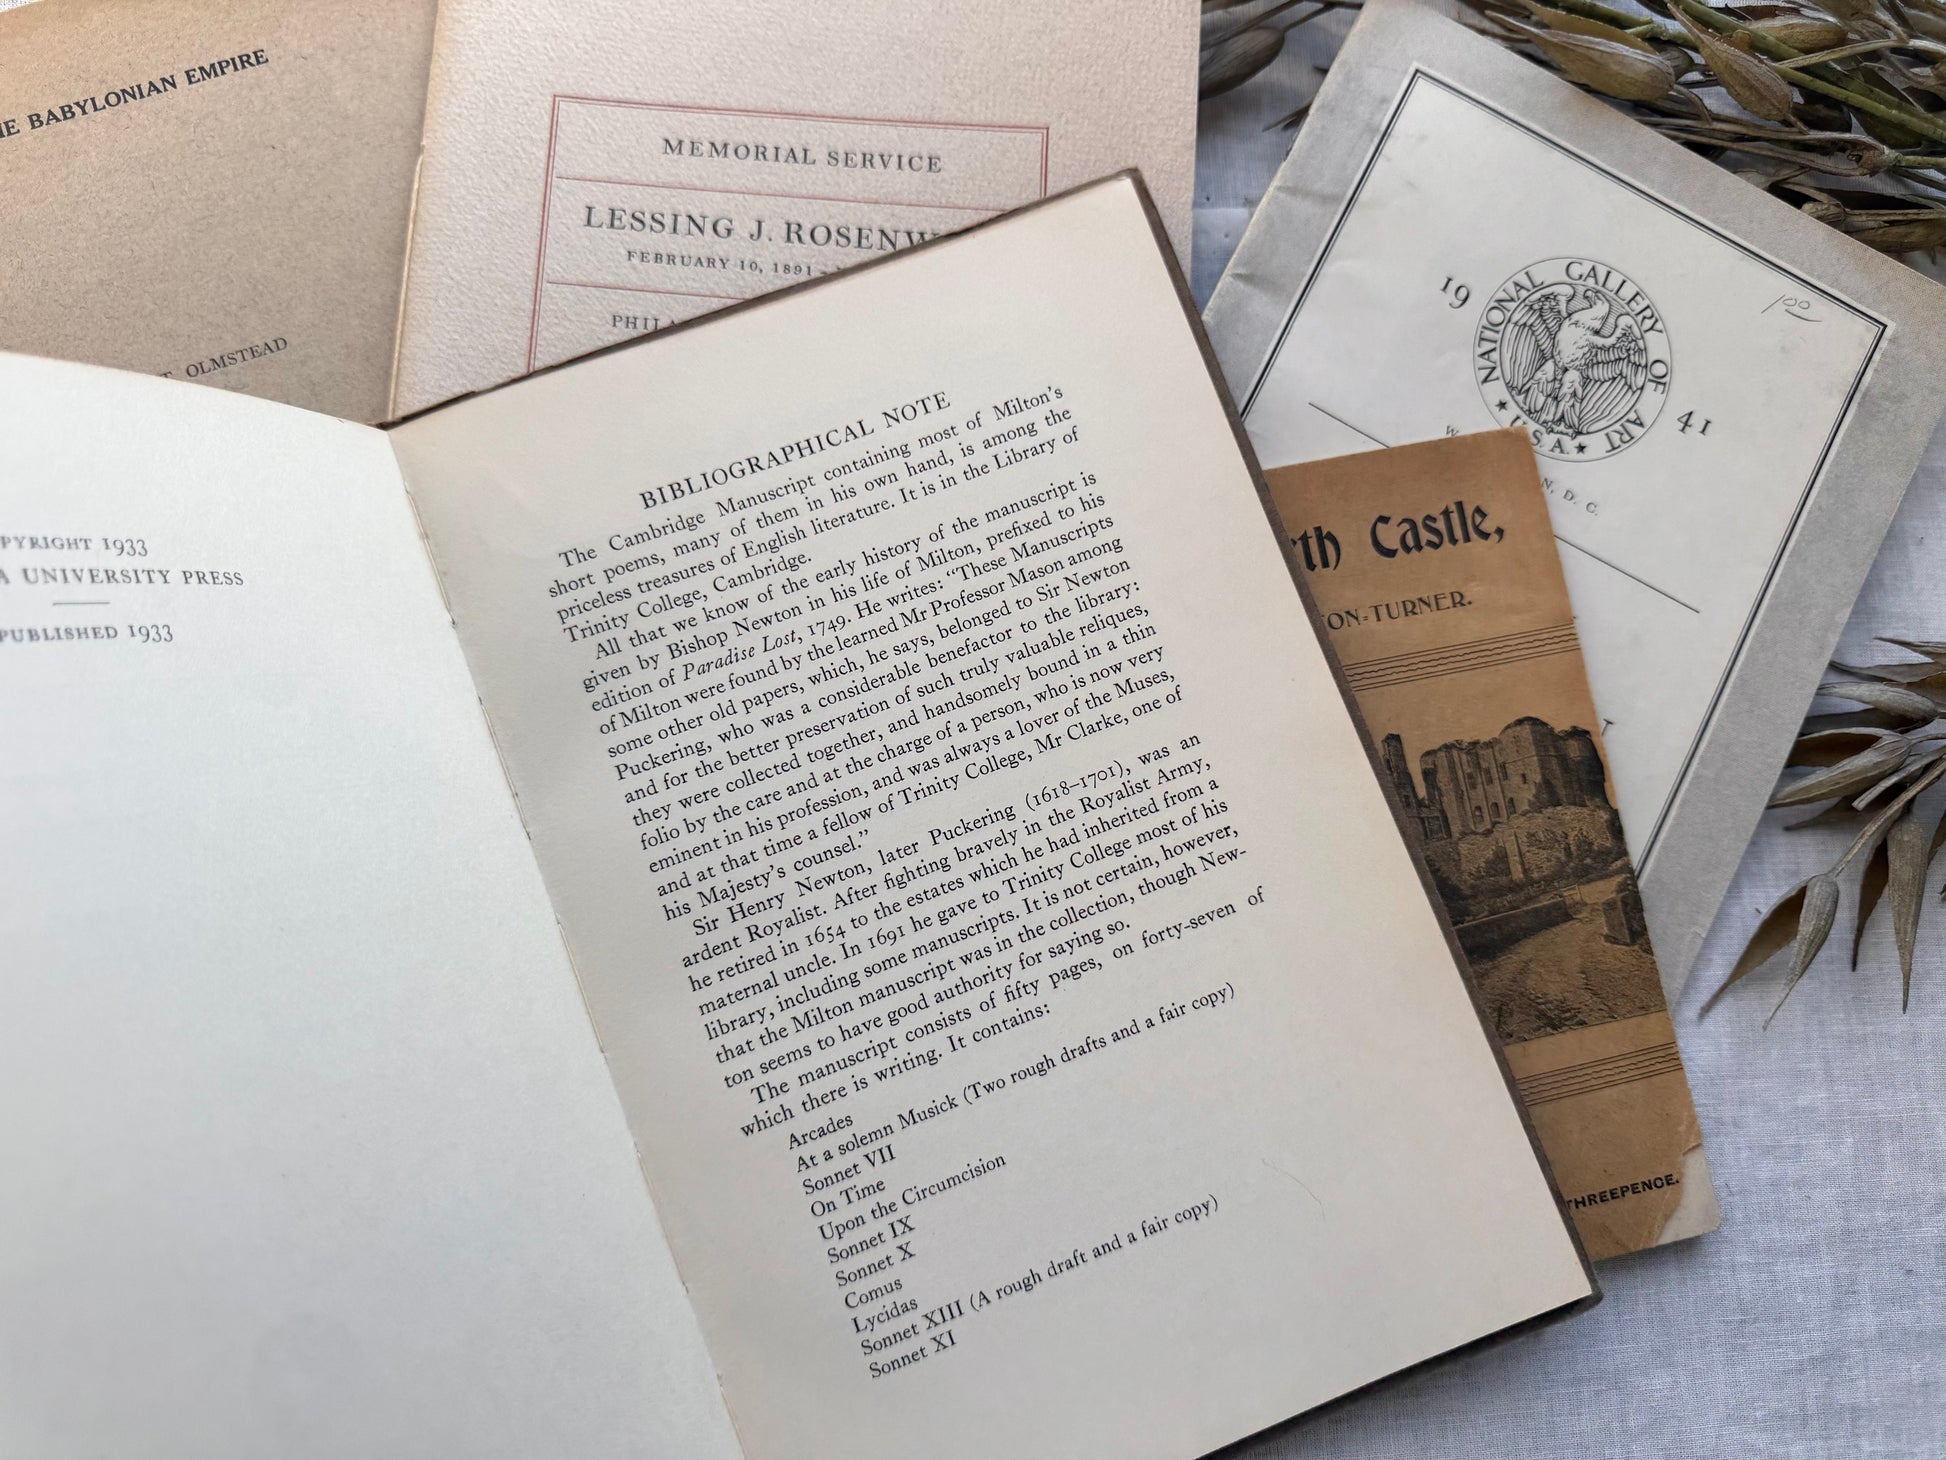 BABYLONIAN EMPIRE
OLMSTEAD
MEMORIAL SERVICE
LESSING J.
FEBRUARY 10, 1891
19 41
NATIONAL GALLERY OF ART
U.S.A.
N, D. C.
1 00
Castle,
ON-TURNER.
THREEPENCE.
1933
UNIVERSITY PRESS
PUBLISHED 1933
BIBLIOGRAPHICAL NOTE
The Cambridge Manuscript containing most of Milton's
short poems, many of them in his own hand, is among the
priceless treasures of English literature. It is in the Library of
Trinity College, Cambridge.
All that we know of the early history of the manuscript is
given by Bishop Newton in his life of Milton, prefixed to his
edition of Paradise Lost, 1749. He writes: "These Manuscripts
of Milton were found by the learned Mr Professor Mason among
some other old papers, which, he says, belonged to Sir Newton
Puckering, who was a considerable benefactor to the library:
and for the better preservation of such truly valuable reliques,
they were collected together, and handsomely bound in a thin
folio by the care and at the charge of a person, who is now very
eminent in his profession, and was always a lover of the Muses,
and at that time a fellow of Trinity College, Mr Clarke, one of
his Majesty's counsel."
Sir Henry Newton, later Puckering (1618–1701), was an
ardent Royalist. After fighting bravely in the Royalist Army,
he retired in 1654 to the estates which he had inherited from a
maternal uncle. In 1691 he gave to Trinity College most of his
library, including some manuscripts. It is not certain, however,
that the Milton manuscript was in the collection, though New-
ton seems to have good authority for saying so.
The manuscript consists of fifty pages, on forty-seven of
which there is writing. It contains:
Arcades
At a solemn Musick (Two rough drafts and a fair copy)
Sonnet VII
On Time
Upon the Circumcision
Sonnet IX
Sonnet X
Comus
Lycidas
Sonnet XIII (A rough draft and a fair copy)
Sonnet XI